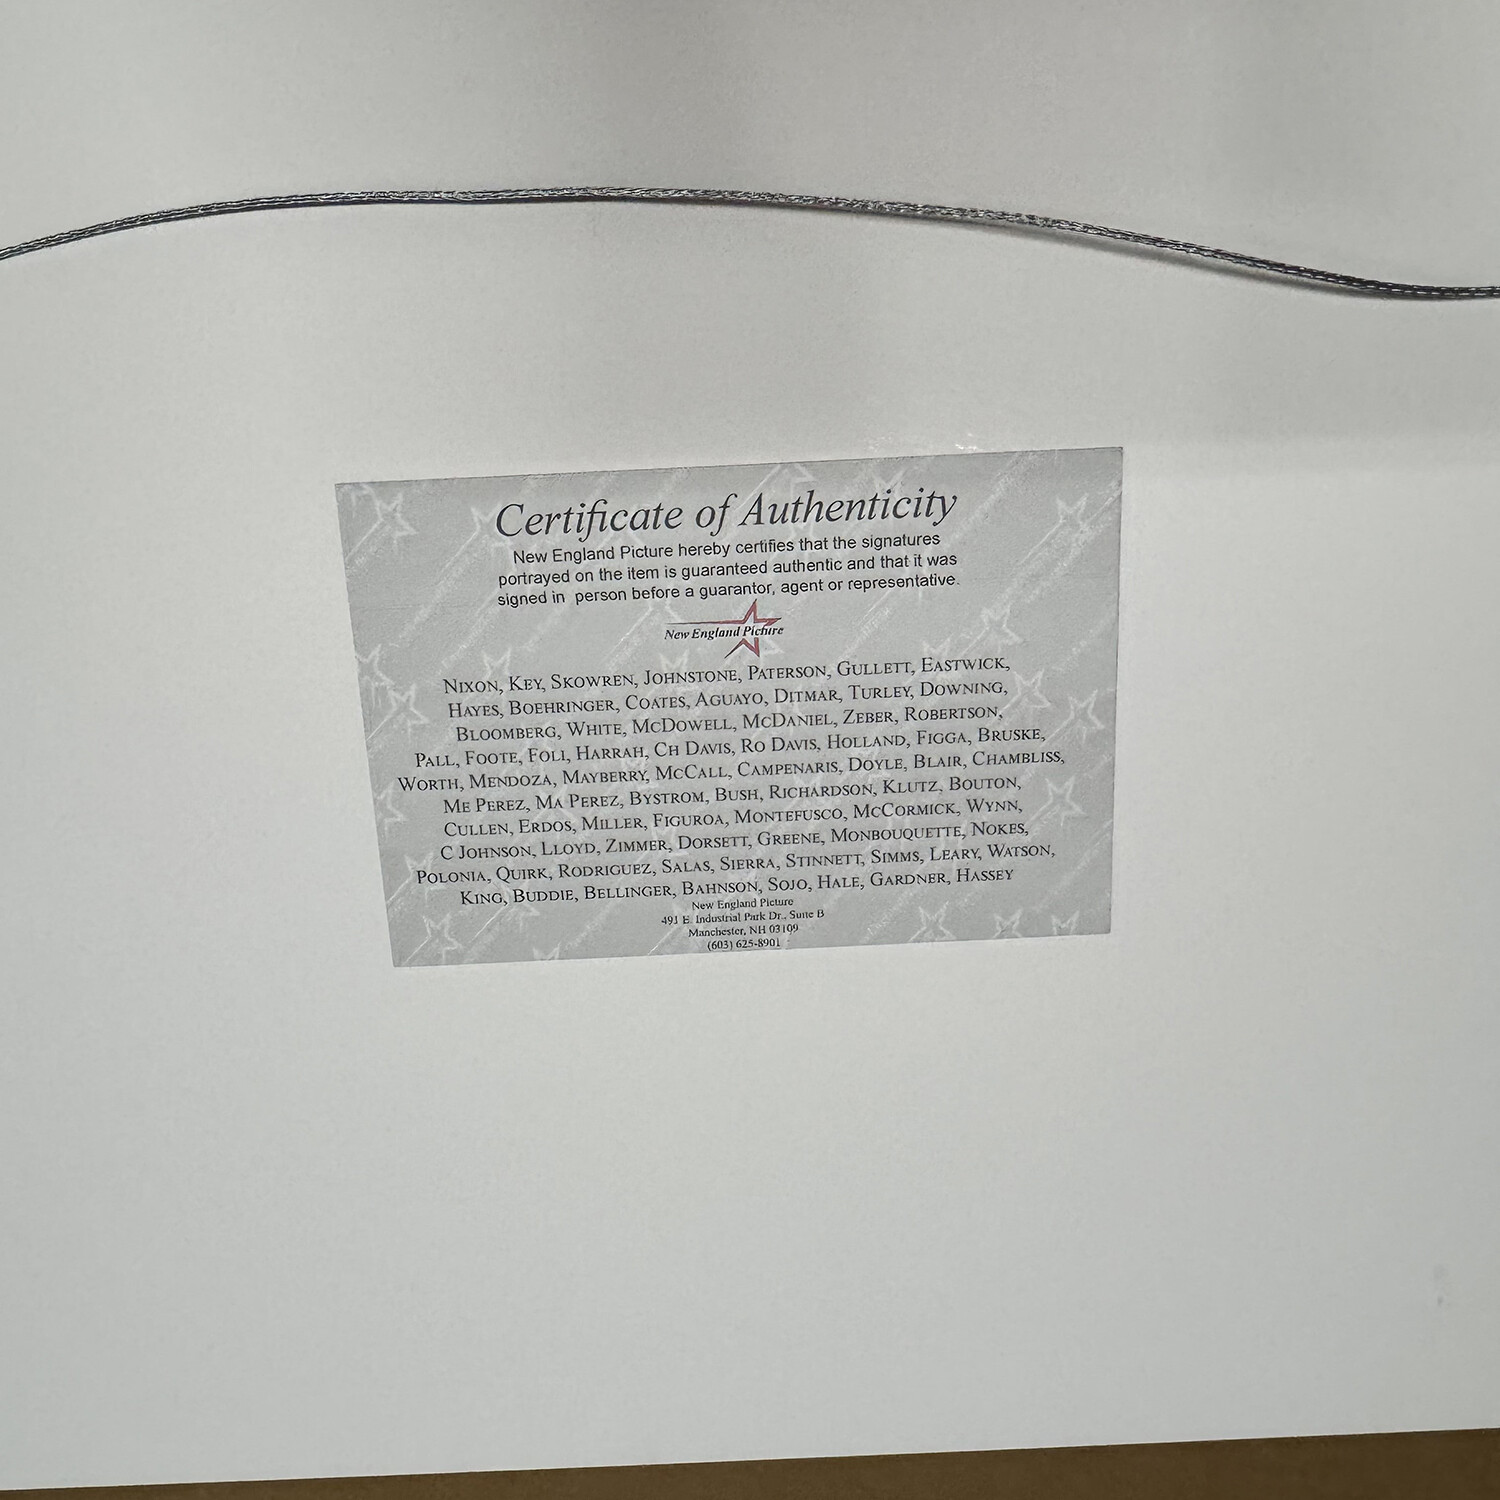 Certificate of Authenticity
New England Picture hereby certifies that the signatures
portrayed on the item is guaranteed authentic and that it was
signed in person before a guarantor, agent or representative.
New England Picture
NIXON, KEY, SKOWREN, JOHNSTONE, PATERSON, GULLETT, EASTWICK,
HAYES, BOEHRINGER, COATES, AGUAYO, DITMAR, TURLEY, DOWNING,
BLOOMBERG, WHITE, MCDOWELL, MCDANIEL, ZEBER, ROBERTSON,
PALL, FOOTE, FOLI, HARRAH, CH DAVIS, RO DAVIS, HOLLAND, FIGGA, BRUSKE,
WORTH, MENDOZA, MAYBERRY, MCCALL, CAMPENARIS, DOYLE, BLAIR, CHAMBLISS,
ME PEREZ, MA PEREZ, BYSTROM, BUSH, RICHARDSON, KLUTZ, BOUTON,
CULLEN, ERDOS, MILLER, FIGUROA, MONTEFUSCO, MCCORMICK, WYNN,
C JOHNSON, LLOYD, ZIMMER, DORSETT, GREENE, MONBOUQUETTE, NOKES,
POLONIA, QUIRK, RODRIGUEZ, SALAS, SIERRA, STINNETT, SIMMS, LEARY, WATSON,
KING, BUDDIE, BELLINGER, BAHNSON, SOJO, HALE, GARDNER, HASSEY
New England Picture
491 E. Industrial Park Dr., Suite B
Manchester, NH 03109
(603) 625-8901